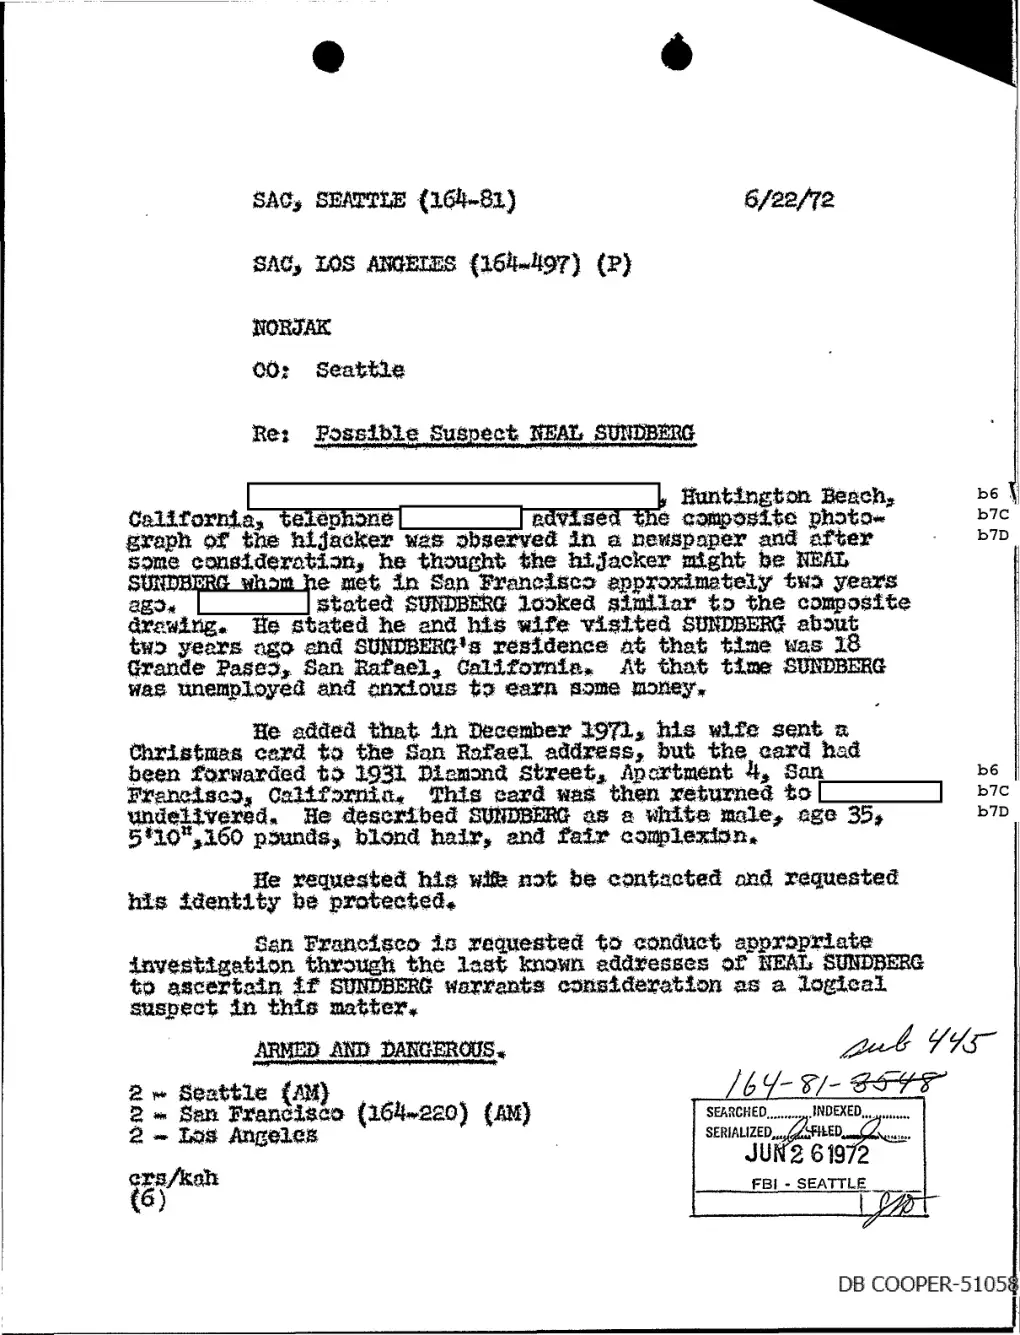 SAC, SEATTLE (164-81) 6/22/72
SAC, LOS ANGELES (164-497) (P)
NORJAK
OO: Seattle
Re: Possible Suspect NEAL SUNDBERG
, Huntington Beach,
California, telephone advised the composite photo-
graph of the hijacker was observed in a newspaper and after
some consideration, he thought the hijacker might be NEAL
SUNDBERG whom he met in San Francisco approximately two years
ago. stated SUNDBERG looked similar to the composite
drawing. He stated he and his wife visited SUNDBERG about
two years ago and SUNDBERG's residence at that time was 18
Grande Paseo, San Rafael, California. At that time SUNDBERG
was unemployed and anxious to earn some money.
He added that in December 1971, his wife sent a
Christmas card to the San Rafael address, but the card had
been forwarded to 1931 Diamond Street, Apartment 4, San
Francisco, California. This card was then returned to
undelivered. He described SUNDBERG as a white male, age 35,
5'10",160 pounds, blond hair, and fair complexion.
He requested his wife not be contacted and requested
his identity be protected.
San Francisco is requested to conduct appropriate
investigation through the last known addresses of NEAL SUNDBERG
to ascertain if SUNDBERG warrants consideration as a logical
suspect in this matter.
ARMED AND DANGEROUS.
2 - Seattle (AM)
2 - San Francisco (164-220) (AM)
2 - Los Angeles
crs/kah
(6)
b6
b7C
b7D
b6
b7C
b7D
sub 445
164-81-3548
SEARCHED............INDEXED............
SERIALIZED............FILED............
JUN 26 1972
FBI - SEATTLE
DB COOPER-51058